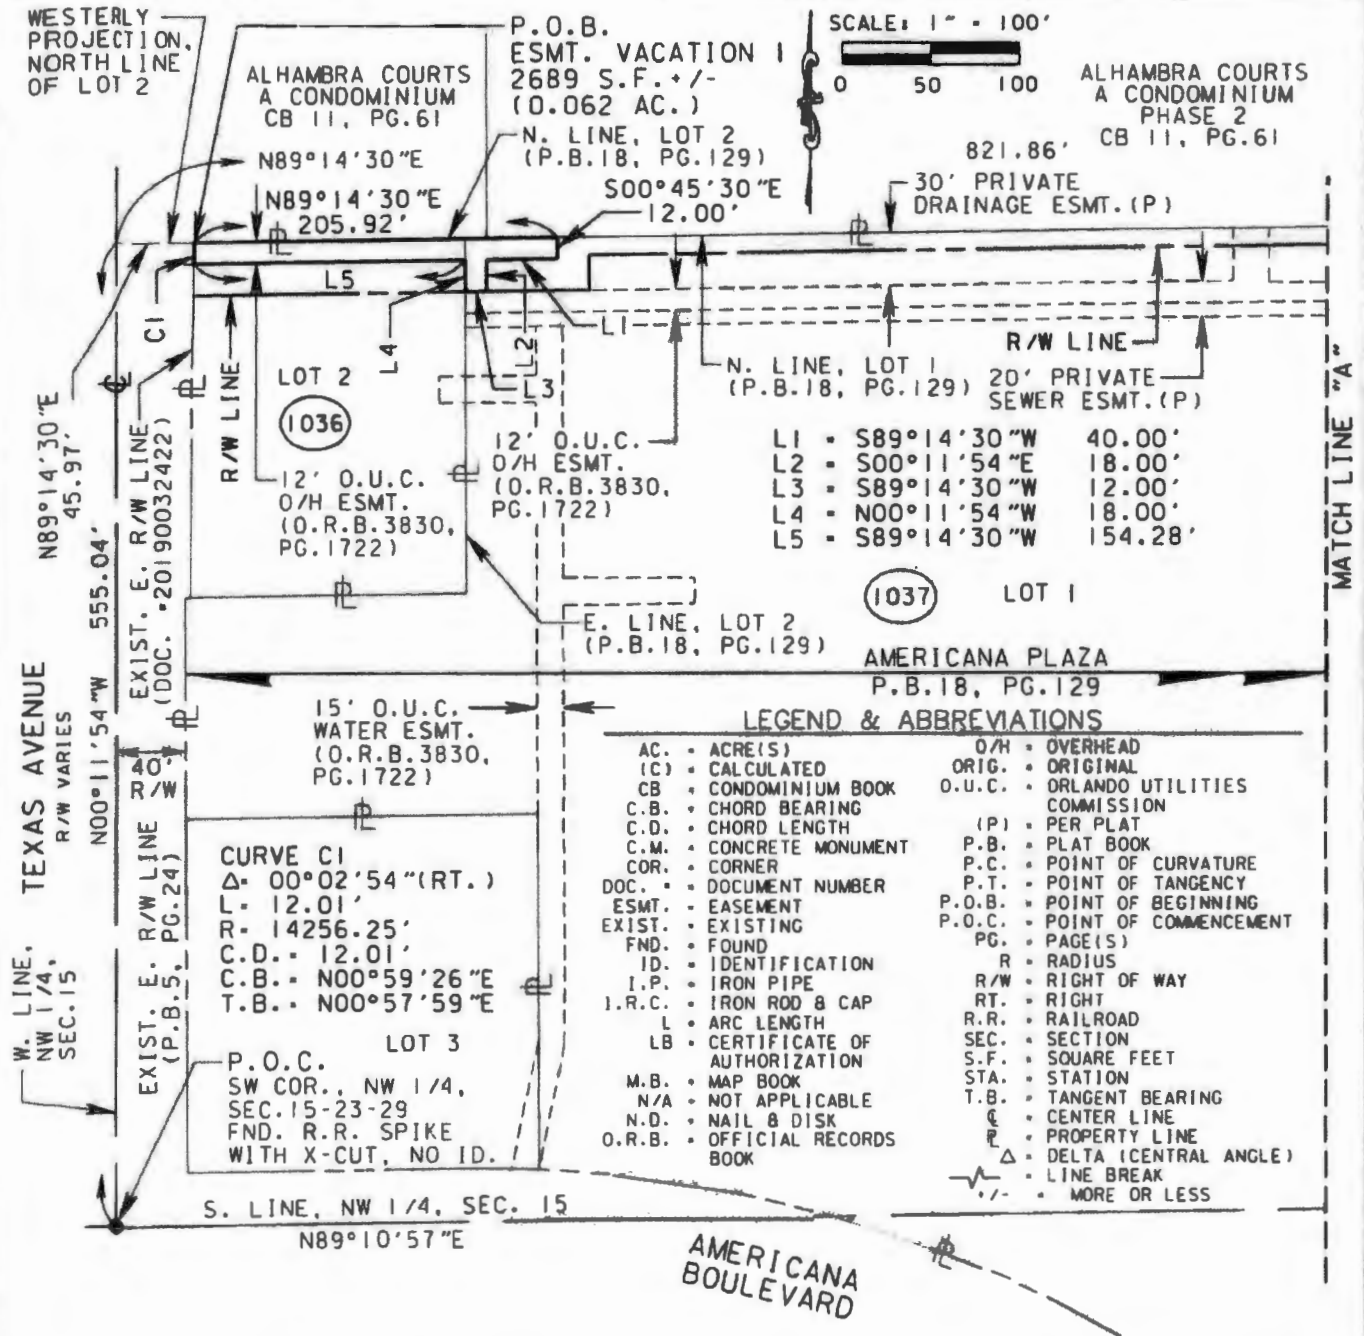 WESTERLY
PROJECTION,
NORTH LINE
OF LOT 2
ALHAMBRA COURTS
A CONDOMINIUM
CB 11, PG.61
P.O.B.
ESMT. VACATION 1
2689 S.F.+/-
(0.062 AC.)
N. LINE, LOT 2
(P.B.18, PG.129)
SCALE: 1" = 100'
0 50 100
ALHAMBRA COURTS
A CONDOMINIUM
PHASE 2
CB 11, PG.61
N89°14'30"E
N89°14'30"E
205.92'
S00°45'30"E
12.00'
821.86'
30' PRIVATE
DRAINAGE ESMT.(P)
C1
L5
L4
L2
L1
L3
R/W LINE
LOT 2
1036
12' O.U.C.
O/H ESMT.
(O.R.B.3830,
PG.1722)
12' O.U.C.
O/H ESMT.
(O.R.B.3830,
PG.1722)
N. LINE, LOT 1
(P.B.18, PG.129)
R/W LINE
20' PRIVATE
SEWER ESMT.(P)
L1 = S89°14'30"W 40.00'
L2 = S00°11'54"E 18.00'
L3 = S89°14'30"W 12.00'
L4 = N00°11'54"W 18.00'
L5 = S89°14'30"W 154.28'
1037
LOT 1
MATCH LINE "A"
N89°14'30"E
45.97'
EXIST. E. R/W LINE
(DOC. #20190032422)
E. LINE, LOT 2
(P.B.18, PG.129)
AMERICANA PLAZA
P.B.18, PG.129
TEXAS AVENUE
R/W VARIES
N00°11'54"W 555.04'
40'
R/W
15' O.U.C.
WATER ESMT.
(O.R.B.3830,
PG.1722)
EXIST. E. R/W LINE
(P.B.5, PG.24)
W. LINE,
NW 1/4,
SEC.15
CURVE C1
Δ= 00°02'54"(RT.)
L= 12.01'
R= 14256.25'
C.D.= 12.01'
C.B.= N00°59'26"E
T.B.= N00°57'59"E
LOT 3
P.O.C.
SW COR., NW 1/4,
SEC.15-23-29
FND. R.R. SPIKE
WITH X-CUT, NO ID.
S. LINE, NW 1/4, SEC. 15
N89°10'57"E
AMERICANA
BOULEVARD
LEGEND & ABBREVIATIONS
AC. = ACRE(S)
(C) = CALCULATED
CB = CONDOMINIUM BOOK
C.B. = CHORD BEARING
C.D. = CHORD LENGTH
C.M. = CONCRETE MONUMENT
COR. = CORNER
DOC. # = DOCUMENT NUMBER
ESMT. = EASEMENT
EXIST. = EXISTING
FND. = FOUND
ID. = IDENTIFICATION
I.P. = IRON PIPE
I.R.C. = IRON ROD & CAP
L = ARC LENGTH
LB = CERTIFICATE OF
AUTHORIZATION
M.B. = MAP BOOK
N/A = NOT APPLICABLE
N.D. = NAIL & DISK
O.R.B. = OFFICIAL RECORDS
BOOK
O/H = OVERHEAD
ORIG. = ORIGINAL
O.U.C. = ORLANDO UTILITIES
COMMISSION
(P) = PER PLAT
P.B. = PLAT BOOK
P.C. = POINT OF CURVATURE
P.T. = POINT OF TANGENCY
P.O.B. = POINT OF BEGINNING
P.O.C. = POINT OF COMMENCEMENT
PG. = PAGE(S)
R = RADIUS
R/W = RIGHT OF WAY
RT. = RIGHT
R.R. = RAILROAD
SEC. = SECTION
S.F. = SQUARE FEET
STA. = STATION
T.B. = TANGENT BEARING
℄ = CENTER LINE
PL = PROPERTY LINE
Δ = DELTA (CENTRAL ANGLE)
= LINE BREAK
+/- = MORE OR LESS